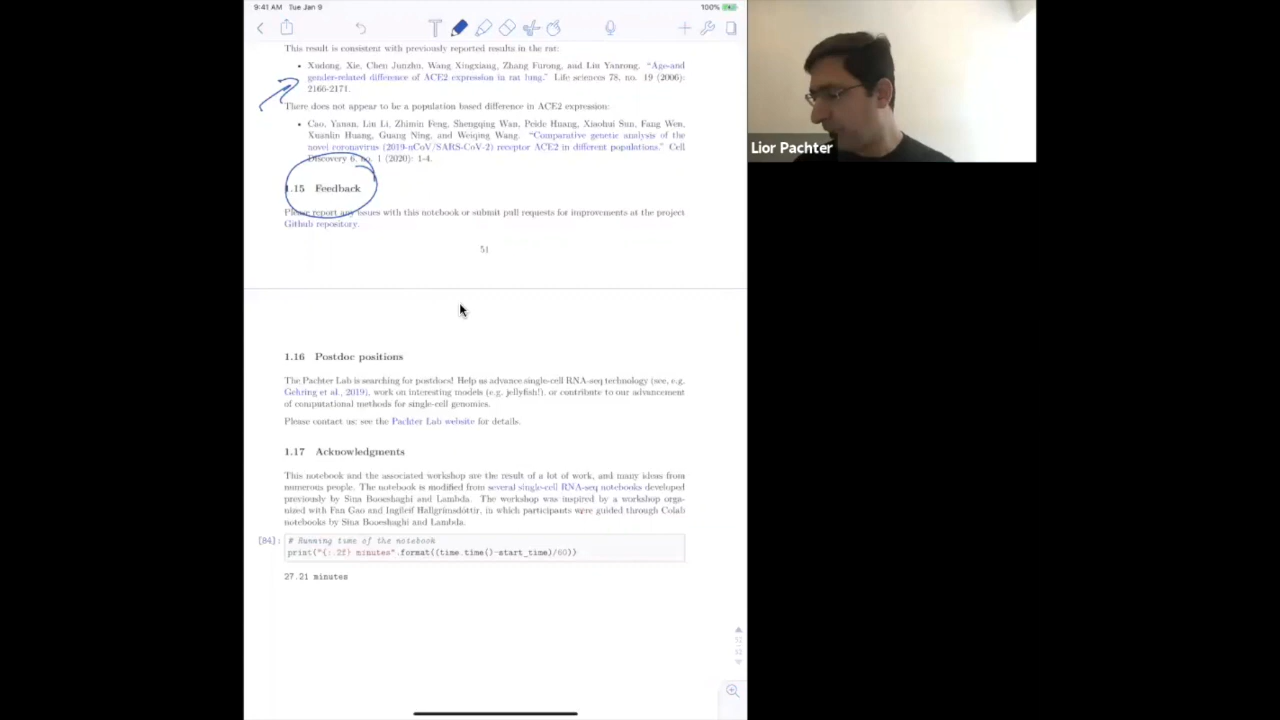 9:41 AM Tue Jan 9
100%
This result is consistent with previously reported results in the rat:
• Xudong, Xie, Chen Junzhu, Wang Xingxiang, Zhang Furong, and Liu Yanrong. "Age-and
gender-related difference of ACE2 expression in rat lung." Life sciences 78, no. 19 (2006):
2166-2171.
There does not appear to be a population based difference in ACE2 expression:
• Cao, Yanan, Lin Li, Zhimin Feng, Shengqing Wan, Peide Huang, Xiaohui Sun, Fang Wen,
Xuanlin Huang, Guang Ning, and Weiqing Wang. "Comparative genetic analysis of the
novel coronavirus (2019-nCoV/SARS-CoV-2) receptor ACE2 in different populations." Cell
Discovery 6, no. 1 (2020): 1-4.
1.15 Feedback
Please report any issues with this notebook or submit pull requests for improvements at the project
Github repository.
51
1.16 Postdoc positions
The Pachter Lab is searching for postdocs! Help us advance single-cell RNA-seq technology (see, e.g.
Gehring et al., 2019), work on interesting models (e.g. jellyfish!), or contribute to our advancement
of computational methods for single-cell genomics.
Please contact us: see the Pachter Lab website for details.
1.17 Acknowledgments
This notebook and the associated workshop are the result of a lot of work, and many ideas from
numerous people. The notebook is modified from several single-cell RNA-seq notebooks developed
previously by Sina Booeshaghi and Lambda. The workshop was inspired by a workshop orga-
nized with Fan Gao and Ingileif Hallgrímsdóttir, in which participants were guided through Colab
notebooks by Sina Booeshaghi and Lambda.
[84]: # Running time of the notebook
print("{:.2f} minutes".format((time.time()-start_time)/60))
27.21 minutes
Lior Pachter